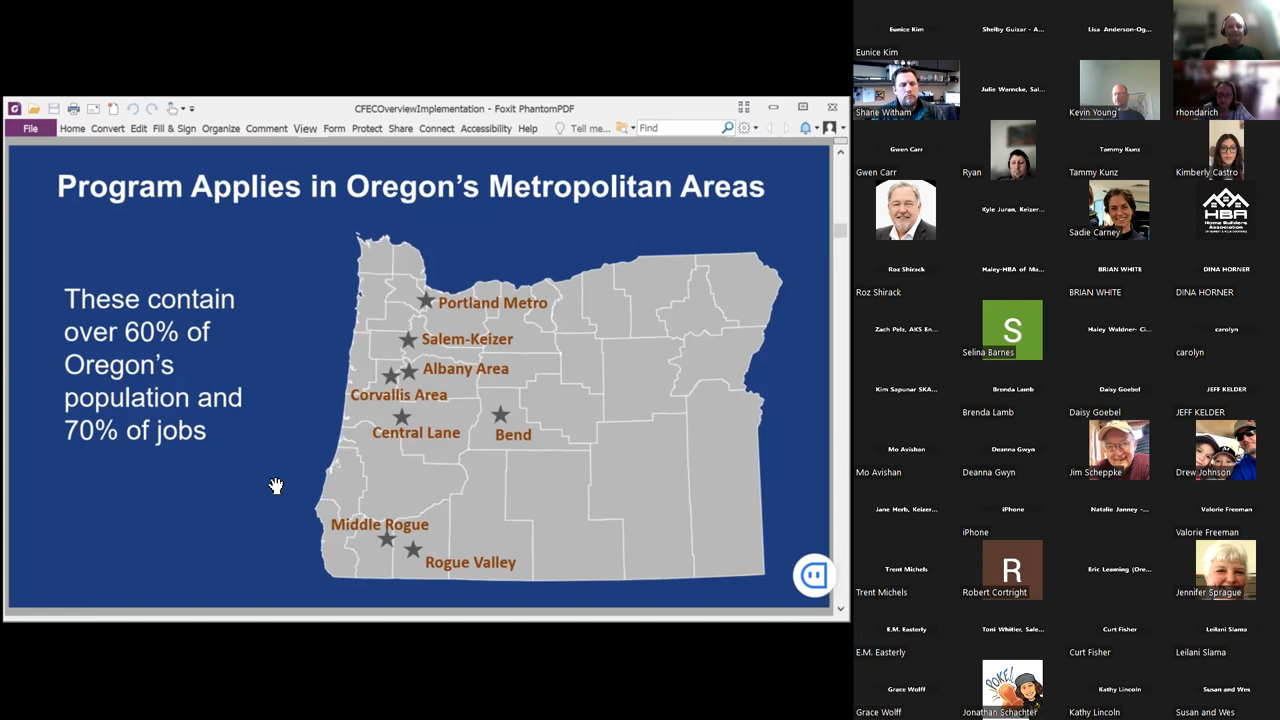 CFECOverviewImplementation - Foxit PhantomPDF
File Home Convert Edit Fill & Sign Organize Comment View Form Protect Share Connect Accessibility Help Tell me... Find
Program Applies in Oregon's Metropolitan Areas
These contain
over 60% of
Oregon's
population and
70% of jobs
Portland Metro
Salem-Keizer
Albany Area
Corvallis Area
Central Lane
Bend
Middle Rogue
Rogue Valley
Eunice Kim
Shelby Guizar - A...
Lisa Anderson-Og...
Eunice Kim
Julie Warncke, Sal...
Shane Witham
Kevin Young
rhondarich
Gwen Carr
Tammy Kunz
Gwen Carr
Ryan
Tammy Kunz
Kimberly Castro
Kyle Juran, Keizer...
HBA
Home Builders
Association
Sadie Carney
Roz Shirack
Haley-HBA of Ma...
BRIAN WHITE
DINA HORNER
Roz Shirack
BRIAN WHITE
DINA HORNER
Zach Pelz, AKS En...
S
Haley Waldner- Ci...
carolyn
Selina Barnes
carolyn
Kim Sapunar SKA...
Brenda Lamb
Daisy Goebel
JEFF KELDER
Brenda Lamb
Daisy Goebel
JEFF KELDER
Mo Avishan
Deanna Gwyn
Mo Avishan
Deanna Gwyn
Jim Scheppke
Drew Johnson
Jane Herb, Keizer...
iPhone
Natalie Janney -...
Valorie Freeman
iPhone
Valorie Freeman
Trent Michels
R
Eric Leaming (Ore...
Trent Michels
Robert Cortright
Jennifer Sprague
E.M. Easterly
Toni Whitler, Sale...
Curt Fisher
Leilani Slama
E.M. Easterly
Curt Fisher
Leilani Slama
Grace Wolff
POKE!
Kathy Lincoln
Susan and Wes
Grace Wolff
Jonathan Schachter
Kathy Lincoln
Susan and Wes